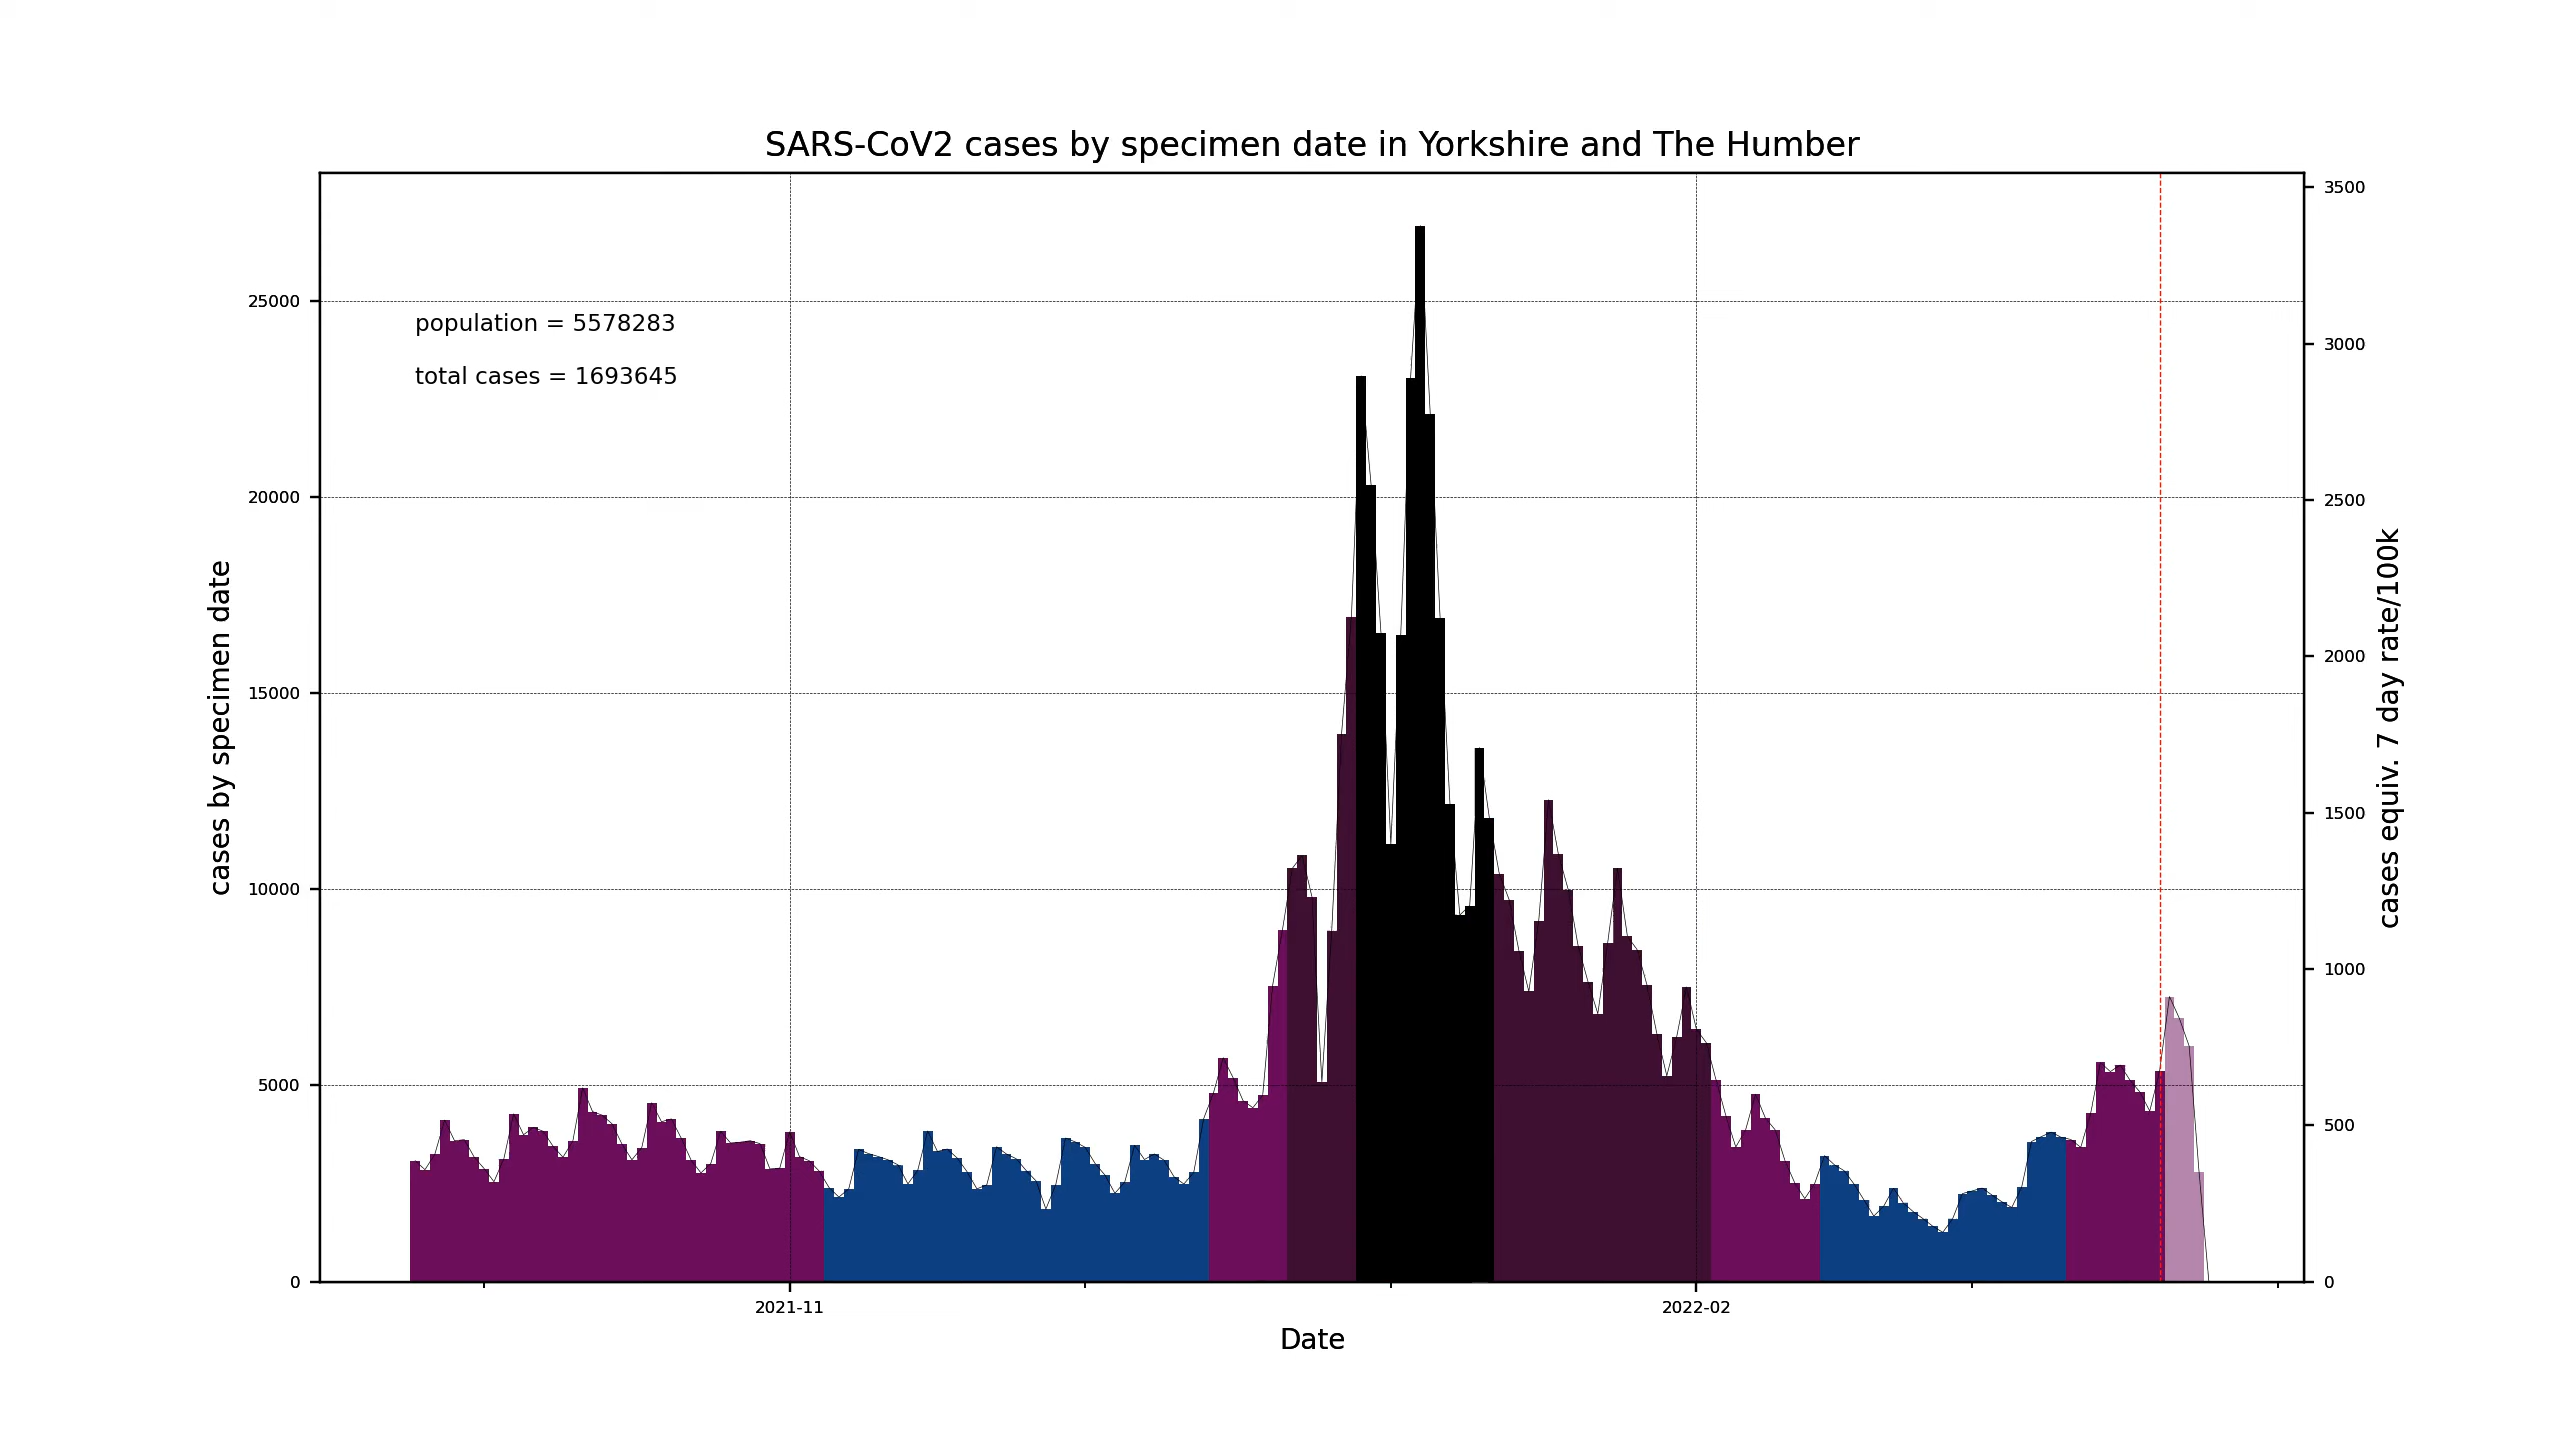 SARS-CoV2 cases by specimen date in Yorkshire and The Humber
population = 5578283
total cases = 1693645
cases by specimen date
25000
20000
15000
10000
5000
0
3500
3000
2500
2000
1500
1000
500
0
cases equiv. 7 day rate/100k
2021-11
2022-02
Date